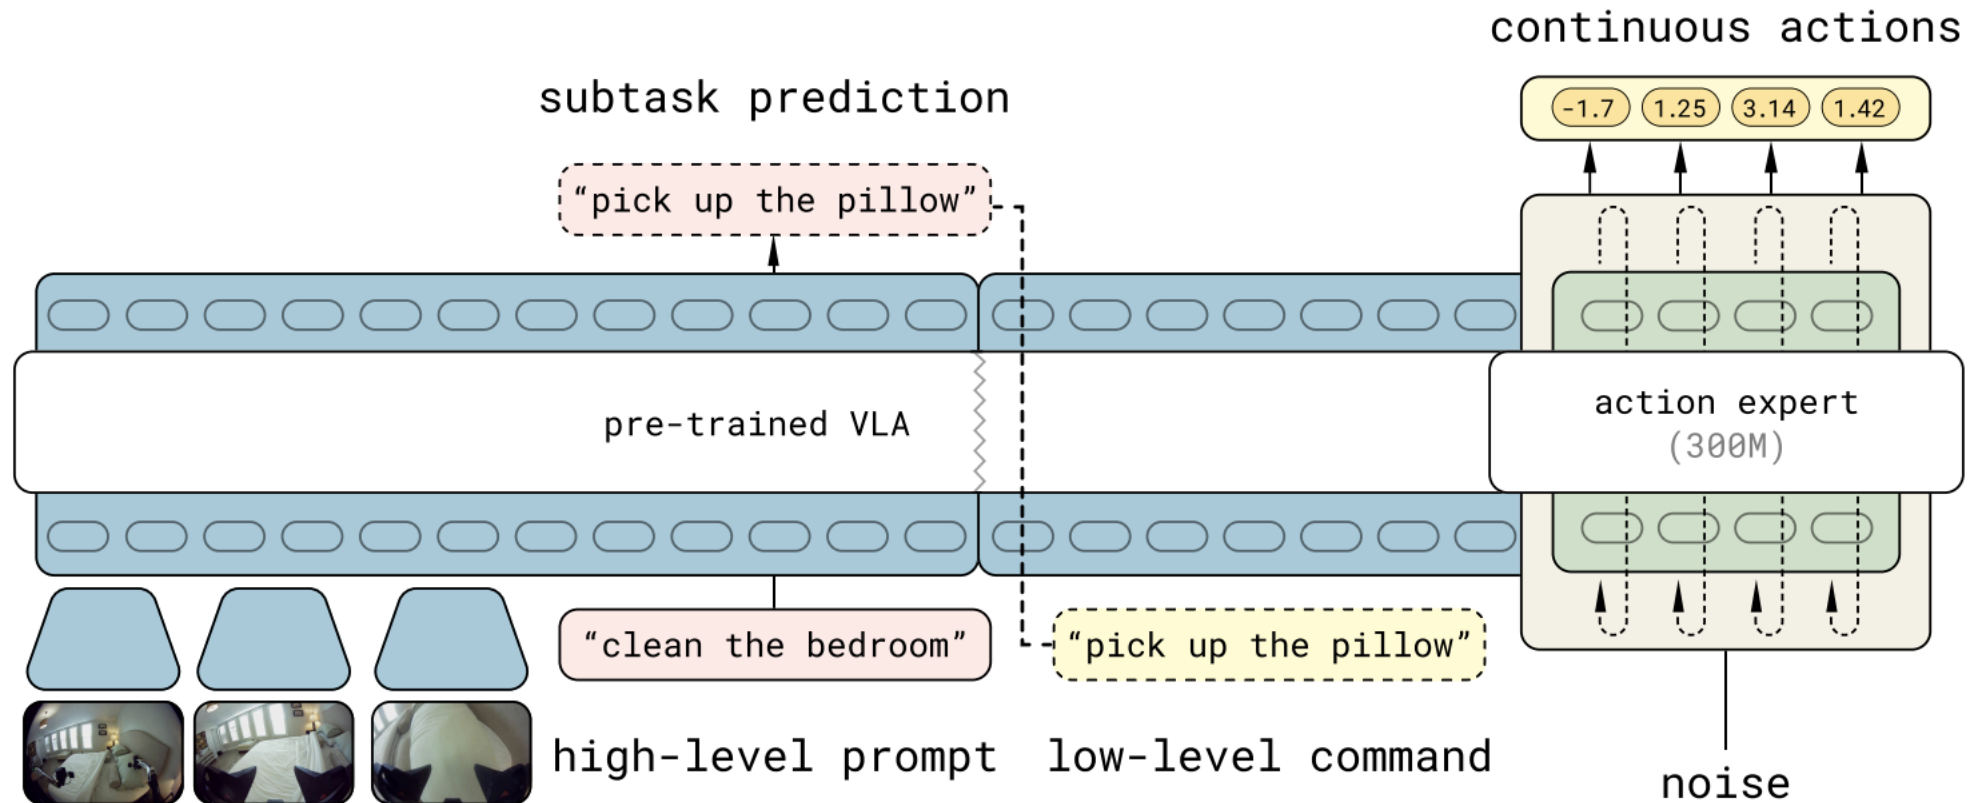 continuous actions
-1.7 1.25 3.14 1.42
subtask prediction
“pick up the pillow”
pre-trained VLA
action expert
(300M)
“clean the bedroom”
“pick up the pillow”
high-level prompt
low-level command
noise